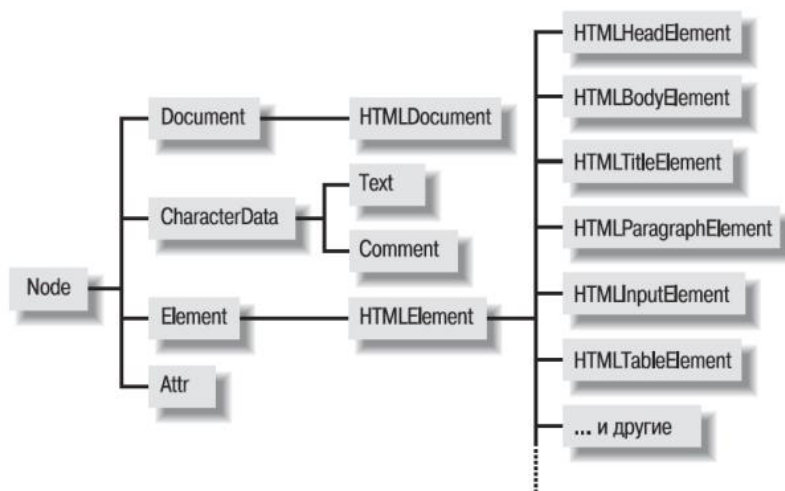 Node
Document
CharacterData
Element
Attr
HTMLDocument
Text
Comment
HTMLElement
HTMLHeadElement
HTMLBodyElement
HTMLTitleElement
HTMLParagraphElement
HTMLInputElement
HTMLTableElement
... и другие